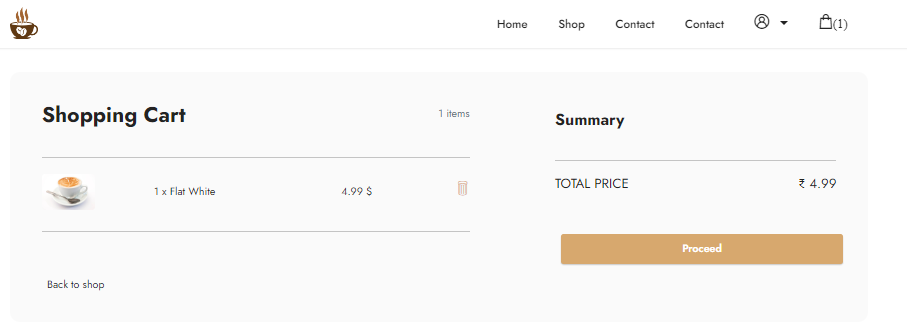 Home Shop Contact Contact (1)
Shopping Cart 1 items
Summary
1 x Flat White 4.99 $
TOTAL PRICE ₹ 4.99
Proceed
Back to shop